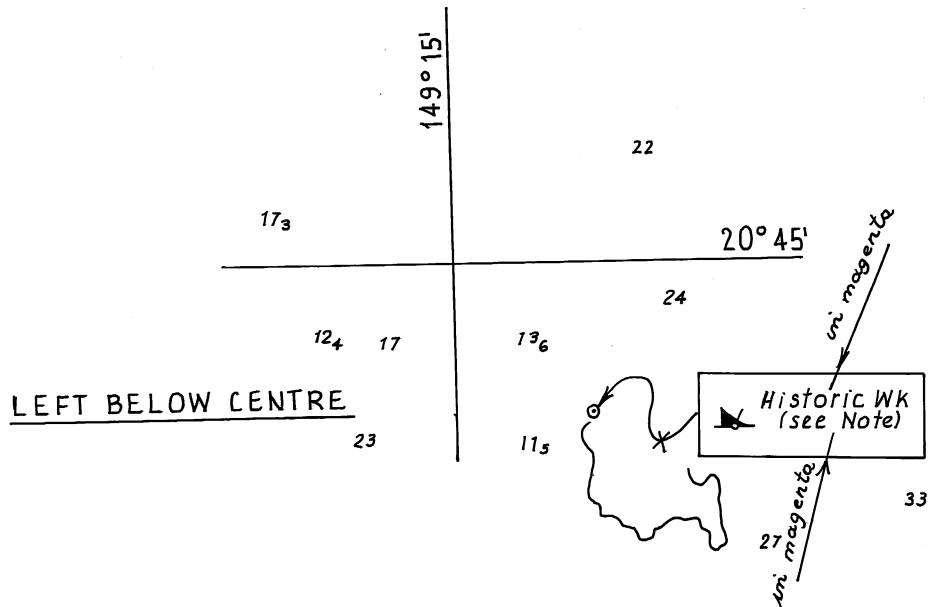 149° 15'
22
17₃
20° 45'
in magenta
24
12₄ 17 13₆
LEFT BELOW CENTRE
Historic Wk
(see Note)
23
11₅
33
27
in magenta